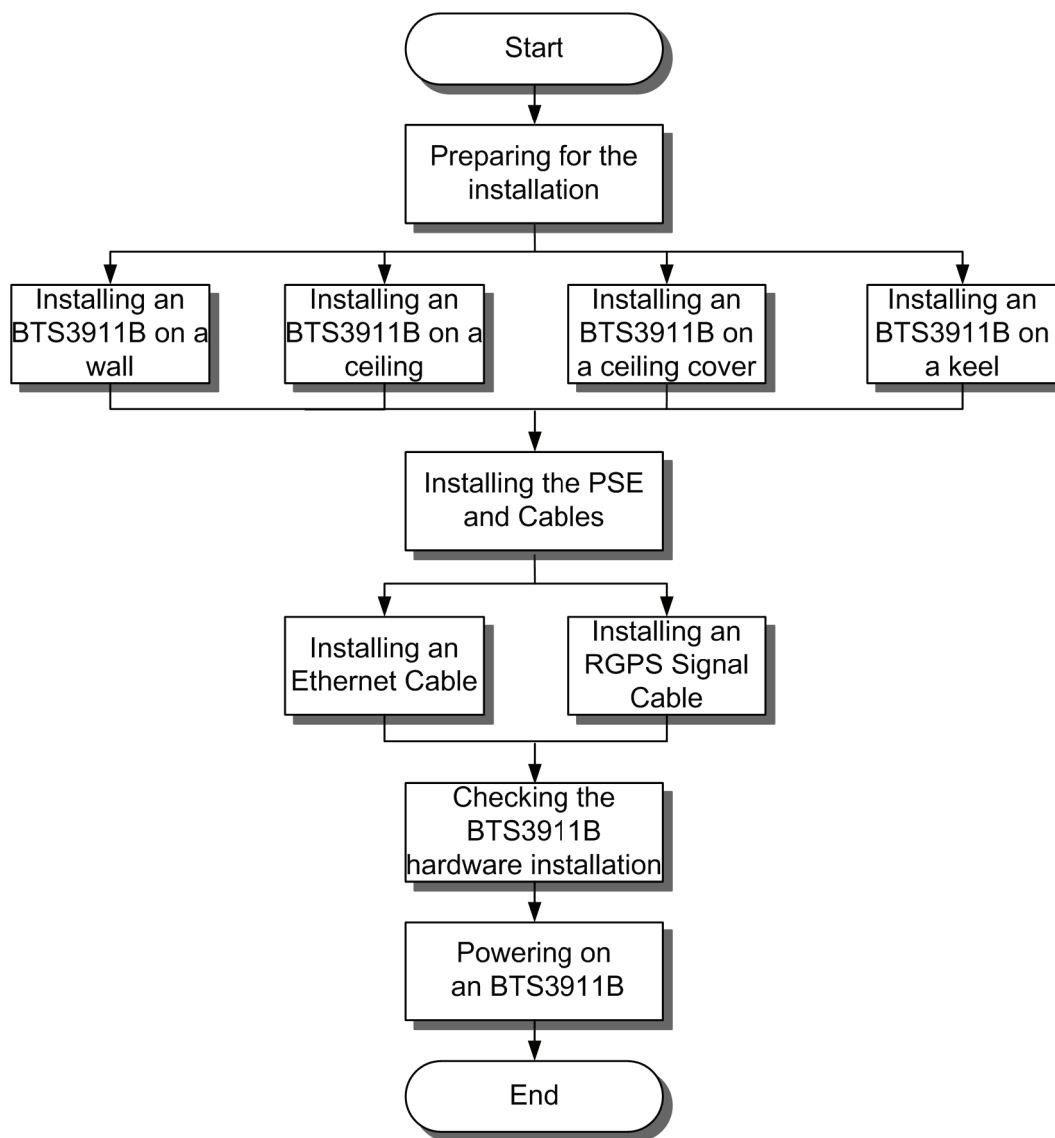 Start
Preparing for the
installation
Installing an
BTS3911B on a
wall
Installing an
BTS3911B on a
ceiling
Installing an
BTS3911B on
a ceiling cover
Installing an
BTS3911B on
a keel
Installing the PSE
and Cables
Installing an
Ethernet Cable
Installing an
RGPS Signal
Cable
Checking the
BTS3911B
hardware installation
Powering on
an BTS3911B
End